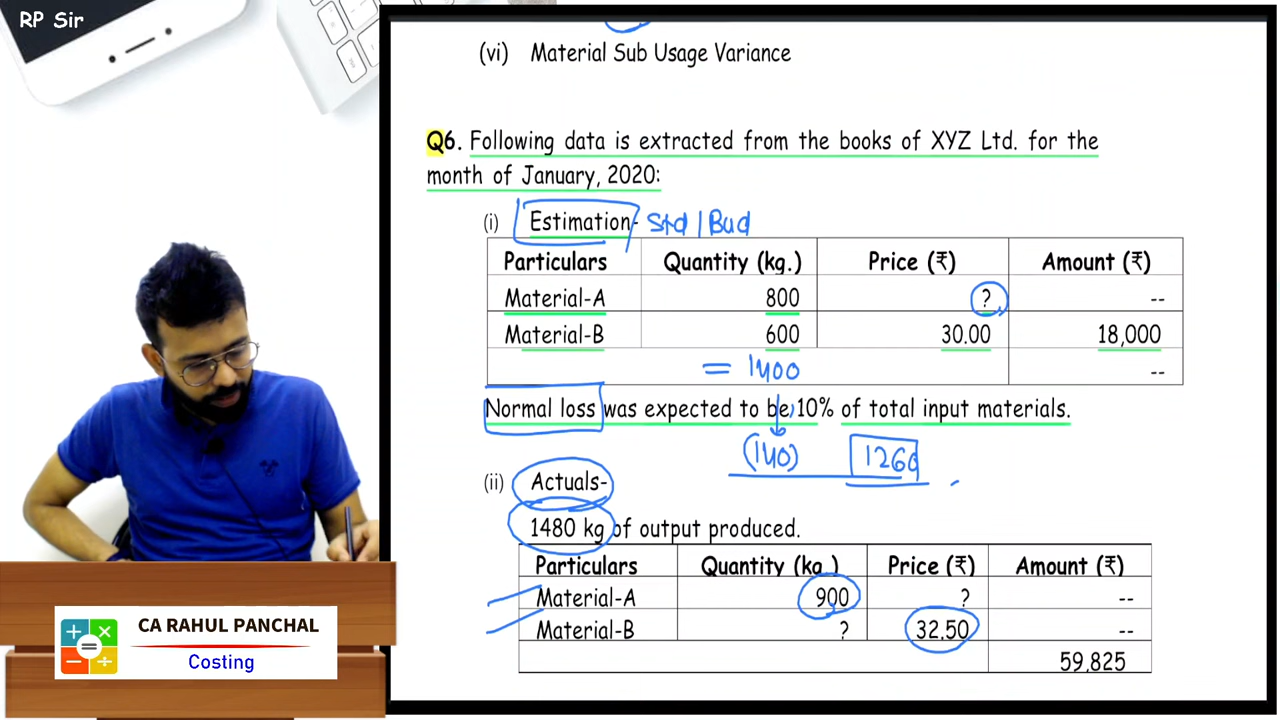 RP Sir
(vi) Material Sub Usage Variance
Q6. Following data is extracted from the books of XYZ Ltd. for the
month of January, 2020:
(i) Estimation- Std | Bud
Particulars Quantity (kg.) Price (₹) Amount (₹)
Material-A 800 ? --
Material-B 600 30.00 18,000
= 1400 --
Normal loss was expected to be 10% of total input materials.
(140) 1260
(ii) Actuals-
1480 kg of output produced.
Particulars Quantity (kg.) Price (₹) Amount (₹)
Material-A 900 ? --
Material-B ? 32.50 --
59,825
CA RAHUL PANCHAL
Costing